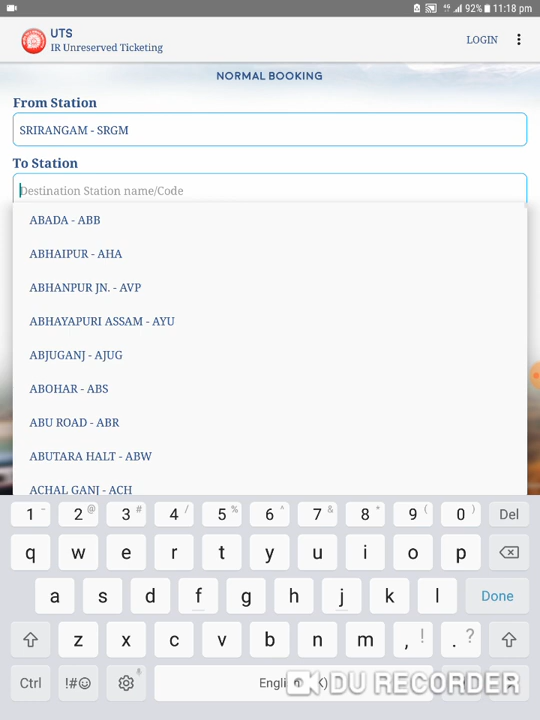 92% 11:18 pm
UTS
IR Unreserved Ticketing
LOGIN
NORMAL BOOKING
From Station
SRIRANGAM - SRGM
To Station
Destination Station name/Code
ABADA - ABB
ABHAIPUR - AHA
ABHANPUR JN. - AVP
ABHAYAPURI ASSAM - AYU
ABJUGANJ - AJUG
ABOHAR - ABS
ABU ROAD - ABR
ABUTARA HALT - ABW
ACHAL GANJ - ACH
1 - 2 @ 3 # 4 / 5 % 6 ^ 7 & 8 * 9 ( 0 ) Del
q w e r t y u i o p
a s d f g h j k l Done
z x c v b n m , ! . ?
Ctrl !#☺ 
DU RECORDER